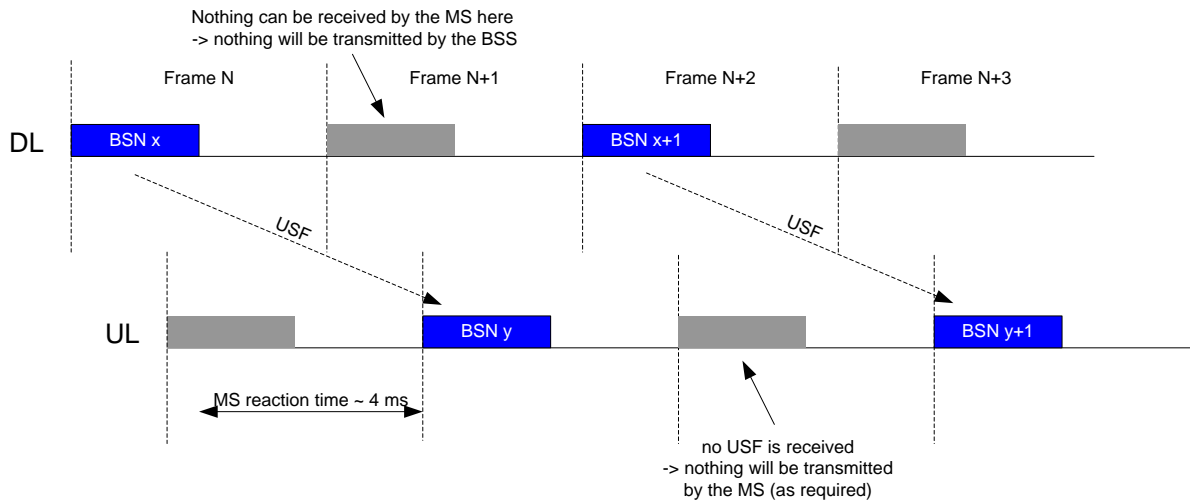 Nothing can be received by the MS here
-> nothing will be transmitted by the BSS
Frame N
Frame N+1
Frame N+2
Frame N+3
DL
BSN x
BSN x+1
USF
USF
UL
BSN y
BSN y+1
MS reaction time ~ 4 ms
no USF is received
-> nothing will be transmitted
by the MS (as required)